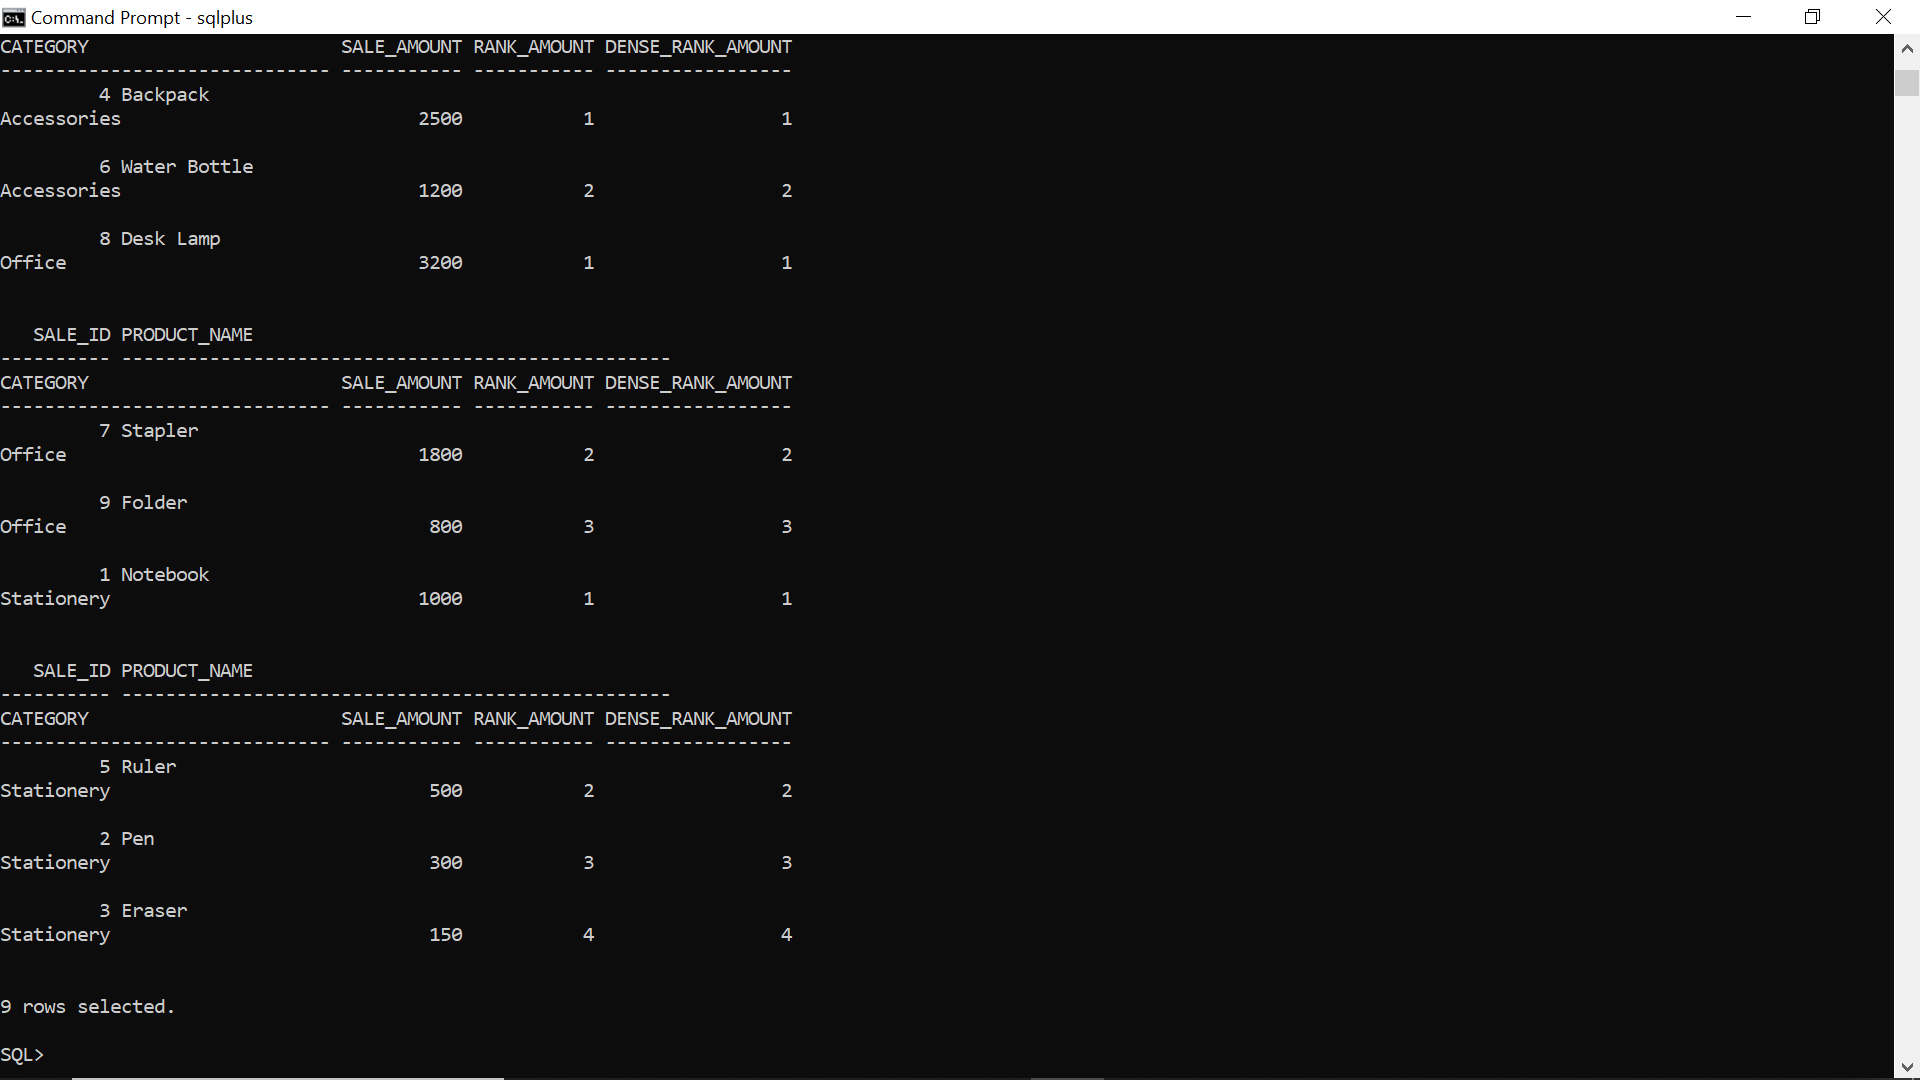 Command Prompt - sqlplus
CATEGORY                       SALE_AMOUNT RANK_AMOUNT DENSE_RANK_AMOUNT
------------------------------ ----------- ----------- -----------------
         4 Backpack
Accessories                           2500           1                 1

         6 Water Bottle
Accessories                           1200           2                 2

         8 Desk Lamp
Office                                3200           1                 1


   SALE_ID PRODUCT_NAME
---------- --------------------------------------------------
CATEGORY                       SALE_AMOUNT RANK_AMOUNT DENSE_RANK_AMOUNT
------------------------------ ----------- ----------- -----------------
         7 Stapler
Office                                1800           2                 2

         9 Folder
Office                                 800           3                 3

         1 Notebook
Stationery                            1000           1                 1


   SALE_ID PRODUCT_NAME
---------- --------------------------------------------------
CATEGORY                       SALE_AMOUNT RANK_AMOUNT DENSE_RANK_AMOUNT
------------------------------ ----------- ----------- -----------------
         5 Ruler
Stationery                             500           2                 2

         2 Pen
Stationery                             300           3                 3

         3 Eraser
Stationery                             150           4                 4


9 rows selected.

SQL>